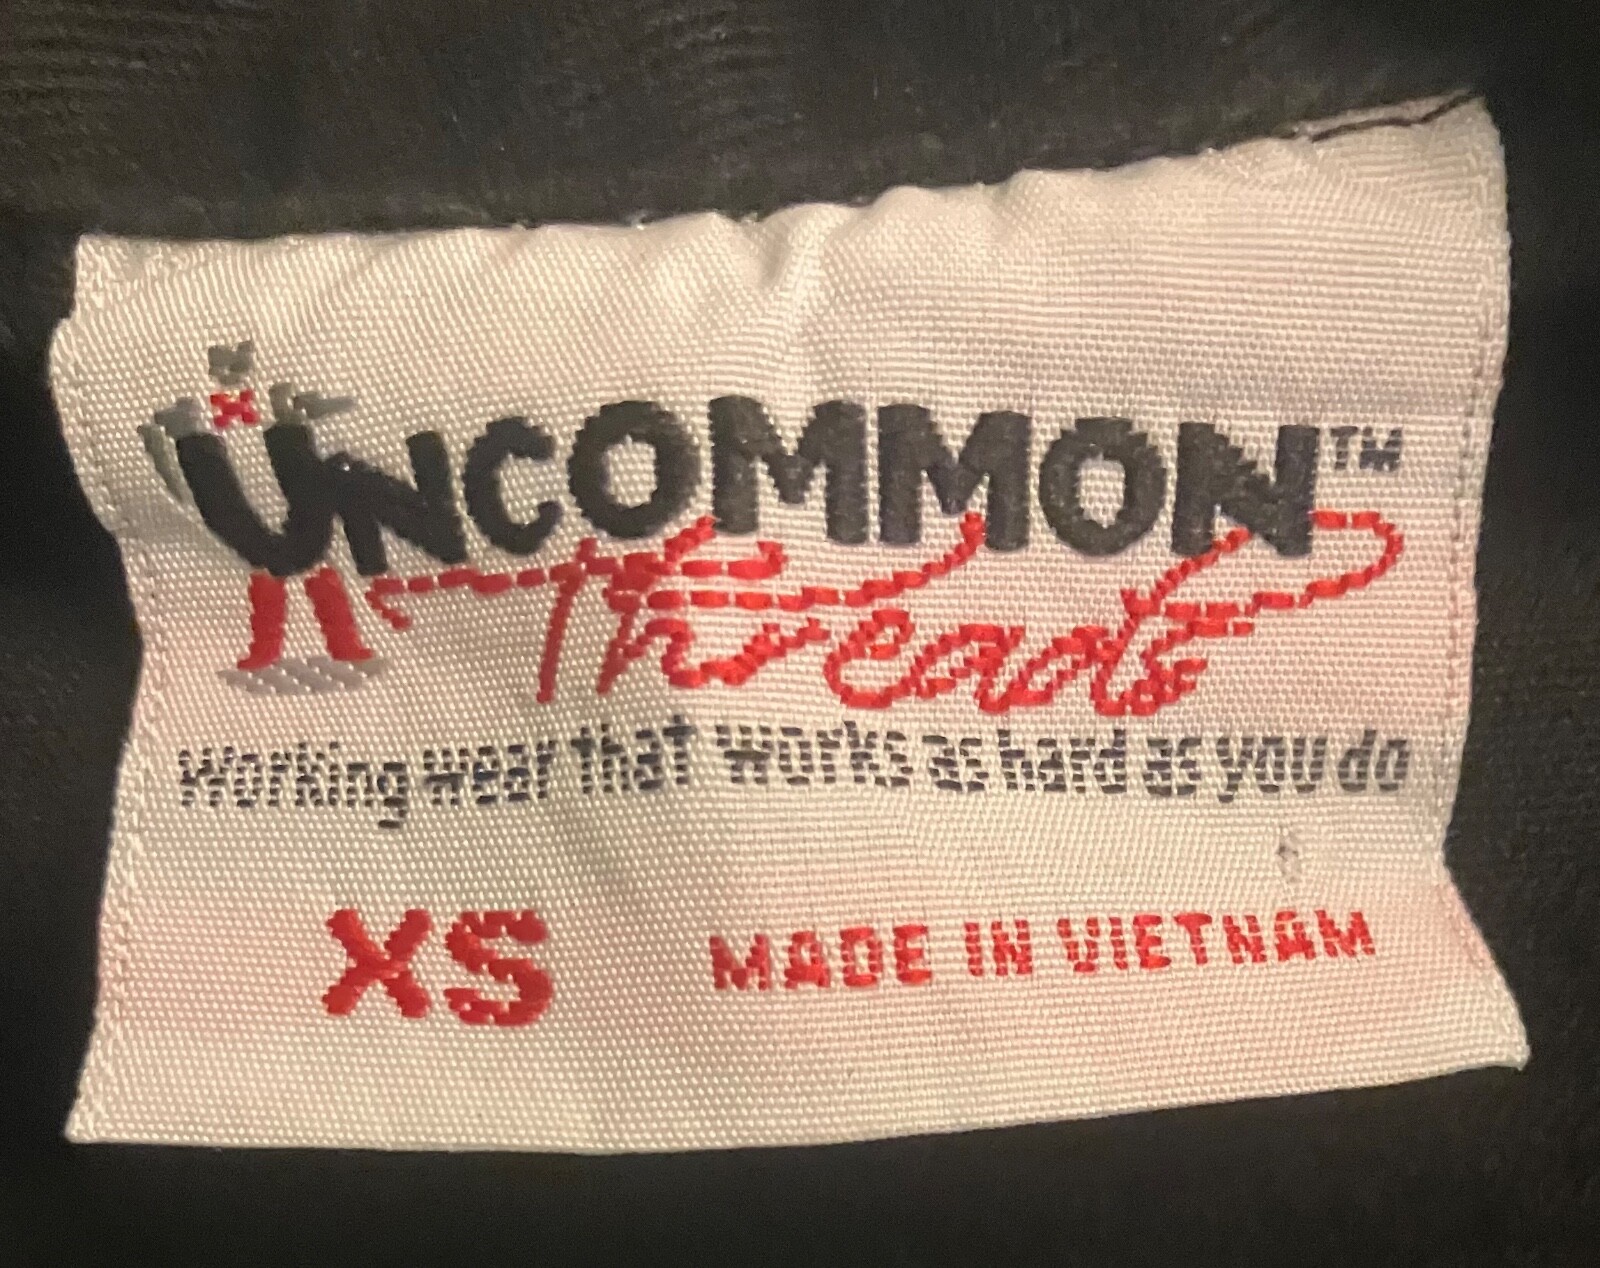 UNCOMMON™
Threads
Working wear that works as hard as you do
XS MADE IN VIETNAM